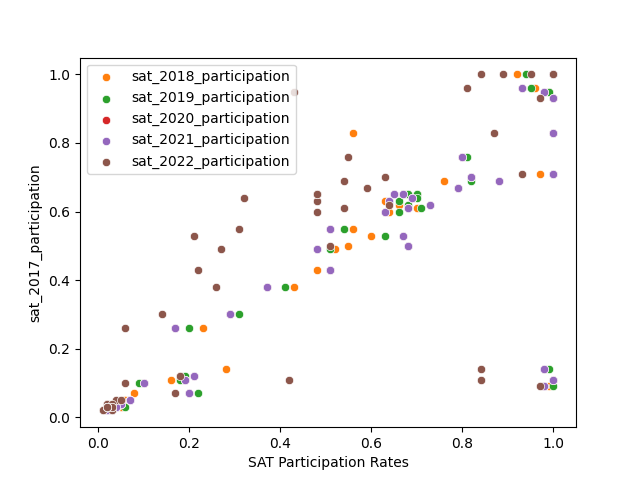 sat_2018_participation
sat_2019_participation
sat_2020_participation
sat_2021_participation
sat_2022_participation
1.0
0.8
0.6
0.4
0.2
0.0
sat_2017_participation
0.0 0.2 0.4 0.6 0.8 1.0
SAT Participation Rates